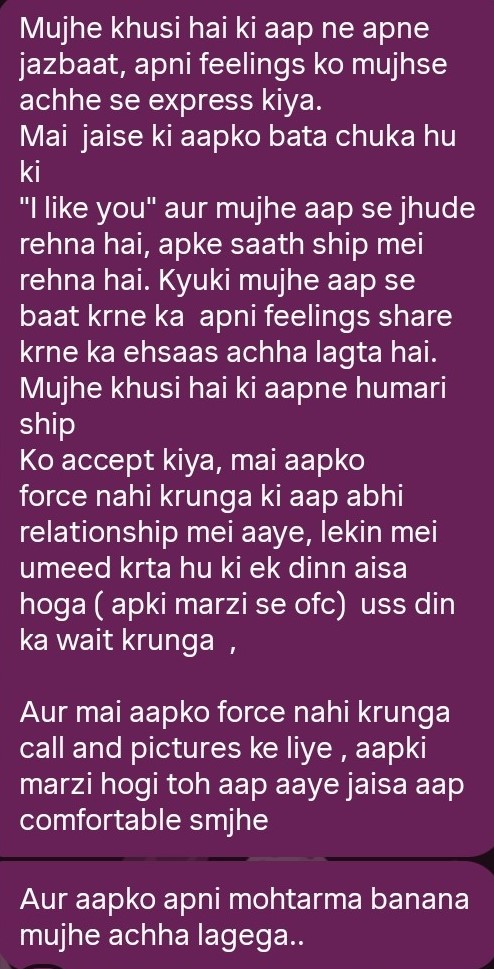 Mujhe khusi hai ki aap ne apne
jazbaat, apni feelings ko mujhse
achhe se express kiya.
Mai  jaise ki aapko bata chuka hu
ki
"I like you" aur mujhe aap se jhude
rehna hai, apke saath ship mei
rehna hai. Kyuki mujhe aap se
baat krne ka  apni feelings share
krne ka ehsaas achha lagta hai.
Mujhe khusi hai ki aapne humari
ship
Ko accept kiya, mai aapko
force nahi krunga ki aap abhi
relationship mei aaye, lekin mei
umeed krta hu ki ek dinn aisa
hoga ( apki marzi se ofc)  uss din
ka wait krunga  ,

Aur mai aapko force nahi krunga
call and pictures ke liye , aapki
marzi hogi toh aap aaye jaisa aap
comfortable smjhe

Aur aapko apni mohtarma banana
mujhe achha lagega..